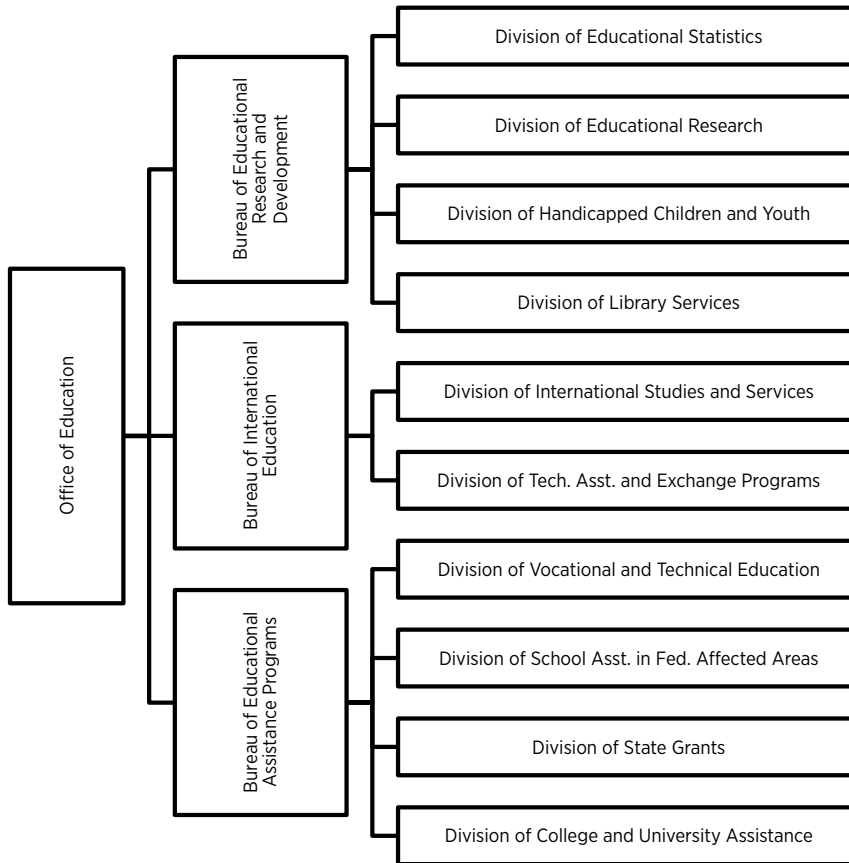 Office of Education
Bureau of Educational
Research and
Development
Division of Educational Statistics
Division of Educational Research
Division of Handicapped Children and Youth
Division of Library Services
Bureau of International
Education
Division of International Studies and Services
Division of Tech. Asst. and Exchange Programs
Bureau of Educational
Assistance Programs
Division of Vocational and Technical Education
Division of School Asst. in Fed. Affected Areas
Division of State Grants
Division of College and University Assistance